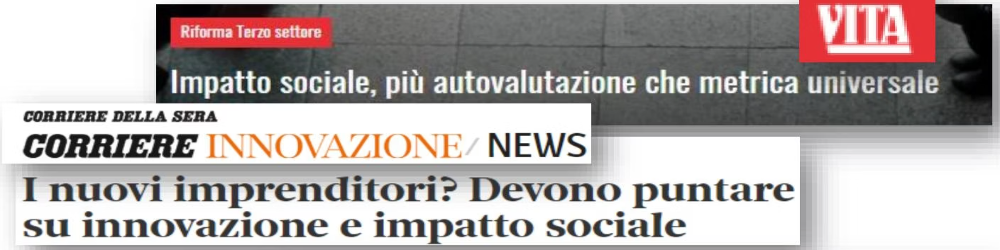 VITA
Riforma Terzo settore
Impatto sociale, più autovalutazione che metrica universale
CORRIERE DELLA SERA
CORRIERE INNOVAZIONE / NEWS
I nuovi imprenditori? Devono puntare
su innovazione e impatto sociale